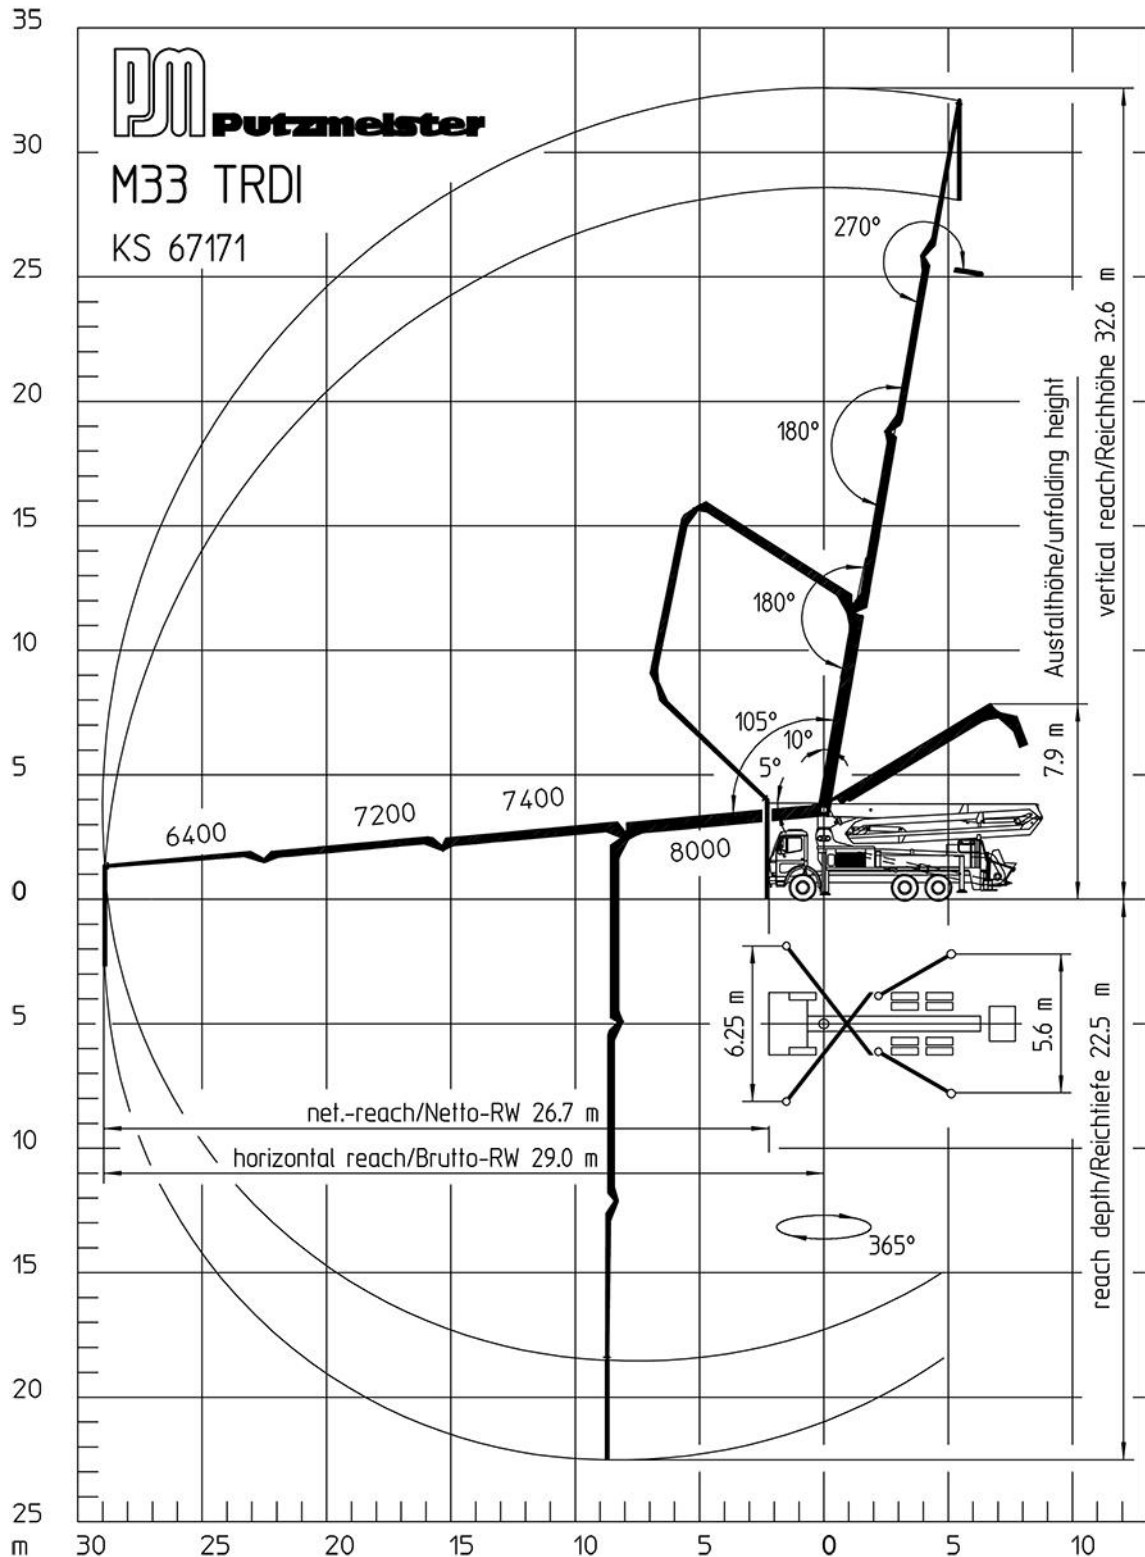 35
PM Putzmeister
30
M33 TRDI
270°
KS 67171
25
vertical reach/Reichhöhe 32.6 m
20
180°
Ausfalthöhe/unfolding height
15
180°
10
105°
10°
7.9 m
5
5°
7400
7200
6400
8000
0
6.25 m
5.6 m
5
reach depth/Reichtiefe 22.5 m
net.-reach/Netto-RW 26.7 m
10
horizontal reach/Brutto-RW 29.0 m
365°
15
20
25
m 30 25 20 15 10 5 0 5 10